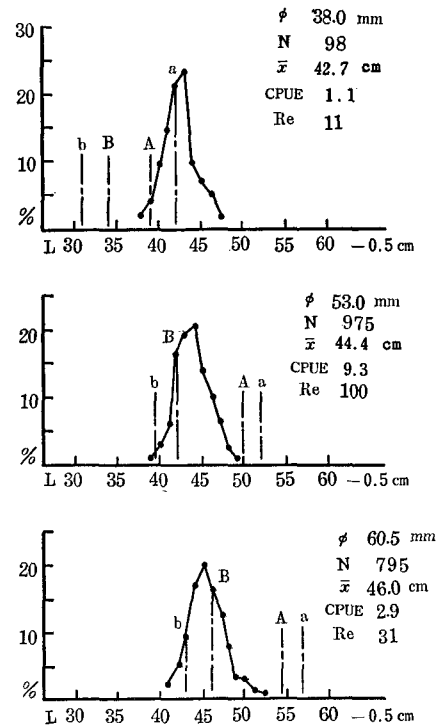 ϕ 38.0 mm
N 98
x̄ 42.7 cm
CPUE 1.1
Re 11
30
20
10
%
a
b B A
L 30 35 40 45 50 55 60 －0.5 cm
ϕ 53.0 mm
N 975
x̄ 44.4 cm
CPUE 9.3
Re 100
20
10
%
B
b A a
L 30 35 40 45 50 55 60 －0.5 cm
ϕ 60.5 mm
N 795
x̄ 46.0 cm
CPUE 2.9
Re 31
20
10
%
B
b A a
L 30 35 40 45 50 55 60 －0.5 cm